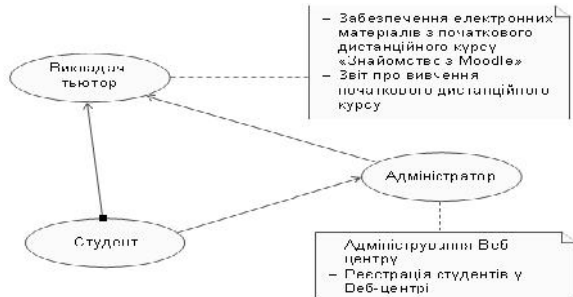 – Забезпечення електронних
матеріалів з початкового
дистанційного курсу
«Знайомство з Moodle»
– Звіт про вивчення
початкового дистанційного
курсу
Викладач
тьютор
Адміністратор
Студент
Адміністрування Веб
центру
– Реєстрація студентів у
Веб-центрі